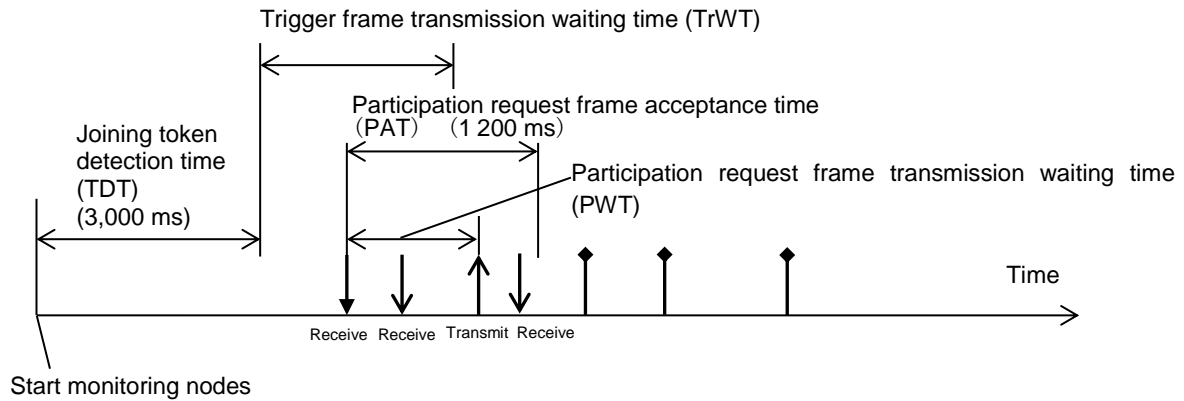 Trigger frame transmission waiting time (TrWT)
Participation request frame acceptance time
（PAT） （1 200 ms）
Joining token
detection time
(TDT)
(3,000 ms)
Participation request frame transmission waiting time
(PWT)
Time
Receive Receive Transmit Receive
Start monitoring nodes